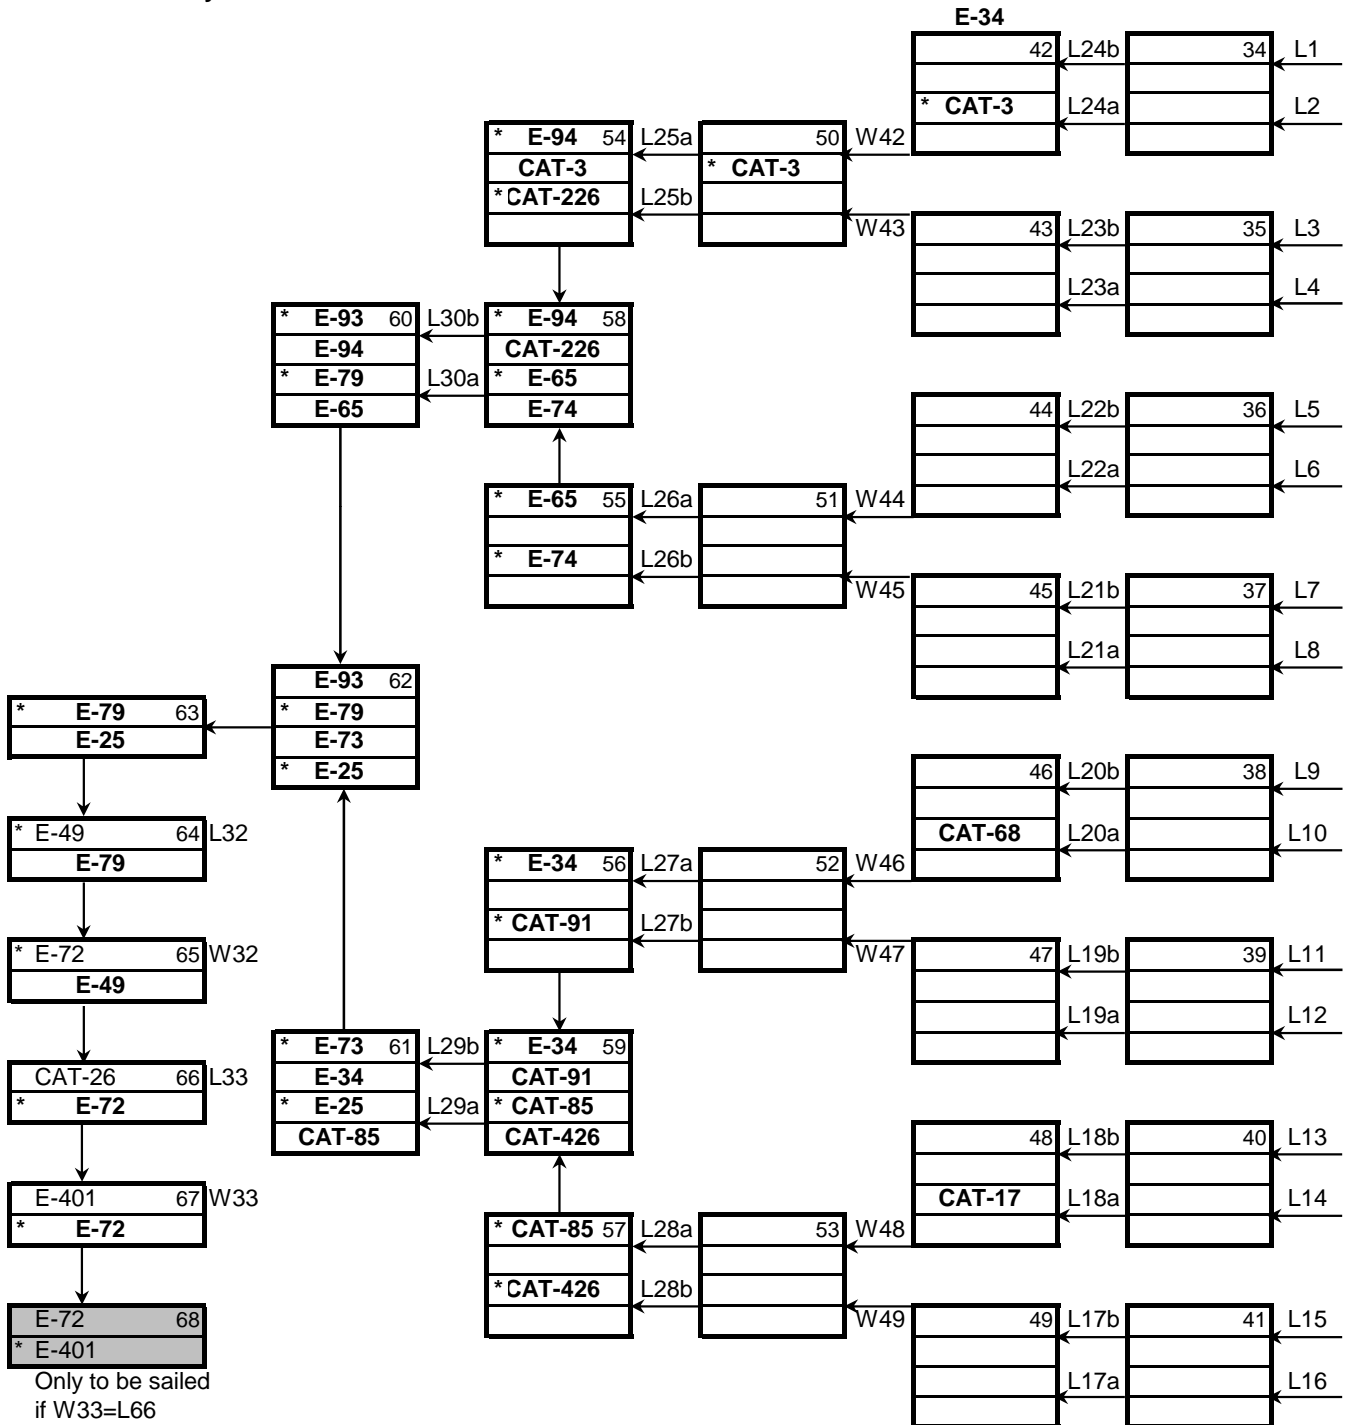 E-34
42 L24b 34 L1
* CAT-3 L24a L2
* E-94 54 L25a 50 W42
CAT-3 * CAT-3
* CAT-226 L25b
W43 43 L23b 35 L3
L23a L4
* E-93 60 L30b * E-94 58
E-94 CAT-226
* E-79 L30a * E-65
E-65 E-74
44 L22b 36 L5
L22a L6
* E-65 55 L26a 51 W44
* E-74 L26b
W45 45 L21b 37 L7
L21a L8
E-93 62
* E-79 63 * E-79
E-25 E-73
* E-25
46 L20b 38 L9
* E-49 64 L32 CAT-68 L20a L10
E-79
* E-34 56 L27a 52 W46
* CAT-91 L27b
* E-72 65 W32 W47 47 L19b 39 L11
E-49
L19a L12
* E-73 61 L29b * E-34 59
CAT-26 66 L33 E-34 CAT-91
* E-72 * E-25 L29a * CAT-85
CAT-85 CAT-426
48 L18b 40 L13
E-401 67 W33 CAT-17 L18a L14
* E-72
* CAT-85 57 L28a 53 W48
* CAT-426 L28b
E-72 68 W49 49 L17b 41 L15
* E-401
Only to be sailed L17a L16
if W33=L66